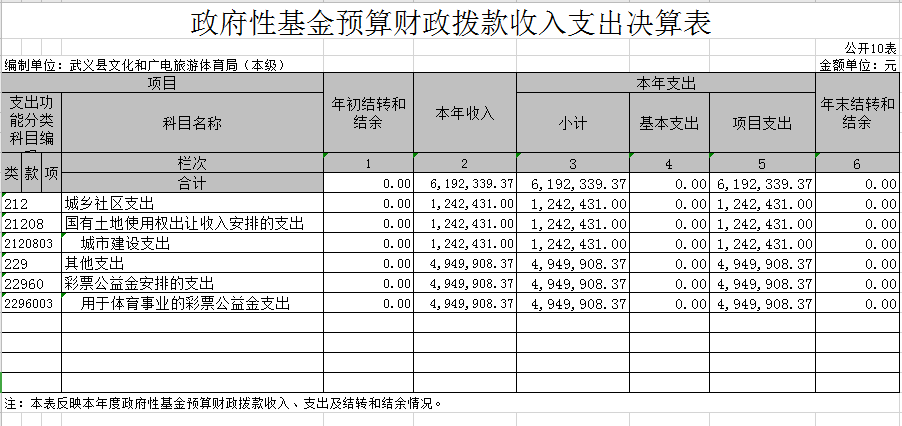 政府性基金预算财政拨款收入支出决算表
公开10表
编制单位：武义县文化和广电旅游体育局（本级） 金额单位：元
项目 年初结转和结余 本年收入 本年支出 年末结转和结余
支出功能分类科目编 科目名称 小计 基本支出 项目支出
类 款 项 栏次 1 2 3 4 5 6
合计 0.00 6,192,339.37 6,192,339.37 0.00 6,192,339.37 0.00
212 城乡社区支出 0.00 1,242,431.00 1,242,431.00 0.00 1,242,431.00 0.00
21208 国有土地使用权出让收入安排的支出 0.00 1,242,431.00 1,242,431.00 0.00 1,242,431.00 0.00
2120803 城市建设支出 0.00 1,242,431.00 1,242,431.00 0.00 1,242,431.00 0.00
229 其他支出 0.00 4,949,908.37 4,949,908.37 0.00 4,949,908.37 0.00
22960 彩票公益金安排的支出 0.00 4,949,908.37 4,949,908.37 0.00 4,949,908.37 0.00
2296003 用于体育事业的彩票公益金支出 0.00 4,949,908.37 4,949,908.37 0.00 4,949,908.37 0.00
注：本表反映本年度政府性基金预算财政拨款收入、支出及结转和结余情况。